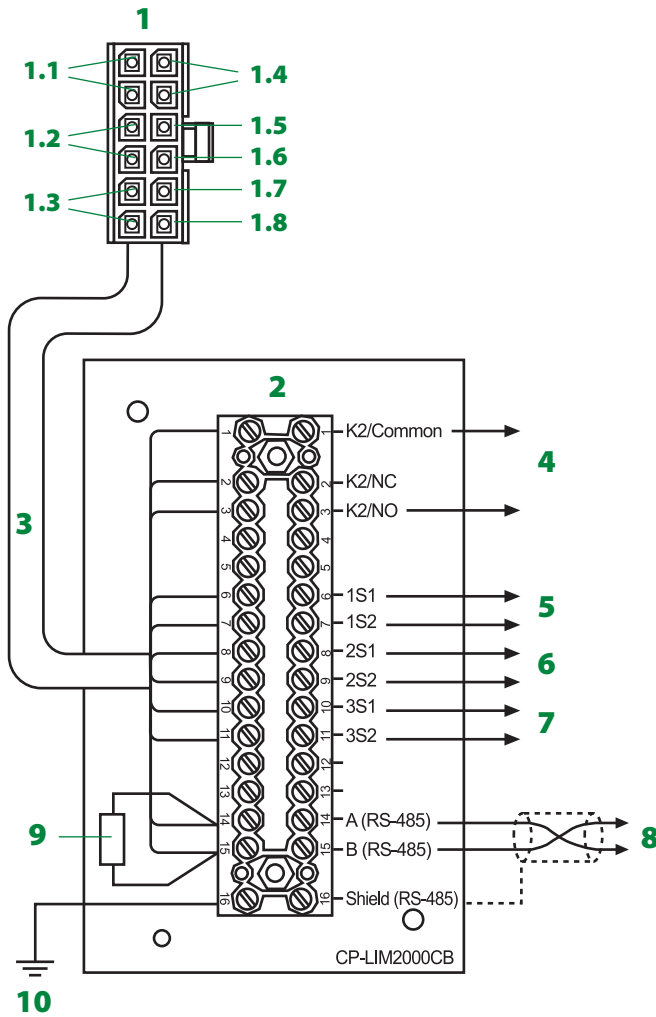 1
1.1
1.4
1.2
1.5
1.6
1.3
1.7
1.8
2
3
1 1 K2/Common
4
2 2 K2/NC
3 3 K2/NO
4 4
5 5
6 6 1S1
5
7 7 1S2
8 8 2S1
6
9 9 2S2
10 10 3S1
7
11 11 3S2
12 12
13 13
14 14 A (RS-485)
8
9
15 15 B (RS-485)
16 16 Shield (RS-485)
CP-LIM2000CB
10